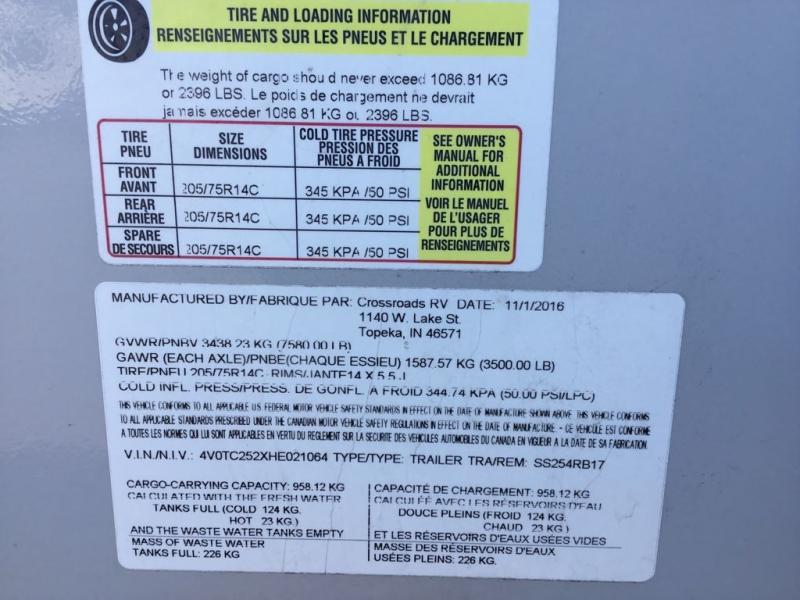 TIRE AND LOADING INFORMATION
RENSEIGNEMENTS SUR LES PNEUS ET LE CHARGEMENT
The weight of cargo should never exceed 1086.81 KG
or 2396 LBS. Le poids de chargement ne devrait
jamais excéder 1086.81 KG ou 2396 LBS.
TIRE PNEU SIZE DIMENSIONS COLD TIRE PRESSURE PRESSION DES PNEUS A FROID
FRONT AVANT 205/75R14C 345 KPA /50 PSI
REAR ARRIÈRE 205/75R14C 345 KPA /50 PSI
SPARE DE SECOURS 205/75R14C 345 KPA /50 PSI
SEE OWNER'S
MANUAL FOR
ADDITIONAL
INFORMATION
VOIR LE MANUEL
DE L'USAGER
POUR PLUS DE
RENSEIGNEMENTS
MANUFACTURED BY/FABRIQUE PAR: Crossroads RV DATE: 11/1/2016
1140 W. Lake St.
Topeka, IN 46571
GVWR/PNBV 3438.23 KG (7580.00 LB)
GAWR (EACH AXLE)/PNBE(CHAQUE ESSIEU) 1587.57 KG (3500.00 LB)
TIRE/PNEU 205/75R14C RIMS/JANTE14 X 5.5 J
COLD INFL. PRESS/PRESS. DE GONFL. A FROID 344.74 KPA (50.00 PSI/LPC)
THIS VEHICLE CONFORMS TO ALL APPLICABLE U.S. FEDERAL MOTOR VEHICLE SAFETY STANDARDS IN EFFECT ON THE DATE OF MANUFACTURE SHOWN ABOVE THIS VEHICLE CONFORMS
TO ALL APPLICABLE STANDARDS PRESCRIBED UNDER THE CANADIAN MOTOR VEHICLE SAFETY REGULATIONS IN EFFECT ON THE DATE OF MANUFACTURE - CE VEHICULE EST CONFORME
A TOUTES LES NORMES QUI LUI SONT APPLICABLES EN VERTU DU REGLEMENT SUR LA SECURITE DES VEHICULES AUTOMOBILES DU CANADA EN VIGUEUR A LA DATE DE SA FABRICATION.
V.I.N./N.I.V.: 4V0TC252XHE021064 TYPE/TYPE: TRAILER TRA/REM: SS254RB17
CARGO-CARRYING CAPACITY: 958.12 KG
CALCULATED WITH THE FRESH WATER
TANKS FULL (COLD 124 KG.
HOT 23 KG.)
AND THE WASTE WATER TANKS EMPTY
MASS OF WASTE WATER
TANKS FULL: 226 KG
CAPACITÉ DE CHARGEMENT: 958.12 KG
CALCULÉE AVEC LES RÉSERVOIRS D'EAU
DOUCE PLEINS (FROID 124 KG.
CHAUD 23 KG.)
ET LES RÉSERVOIRS D'EAUX USÉES VIDES
MASSE DES RÉSERVOIRS D'EAUX
USÉES PLEINS: 226 KG.